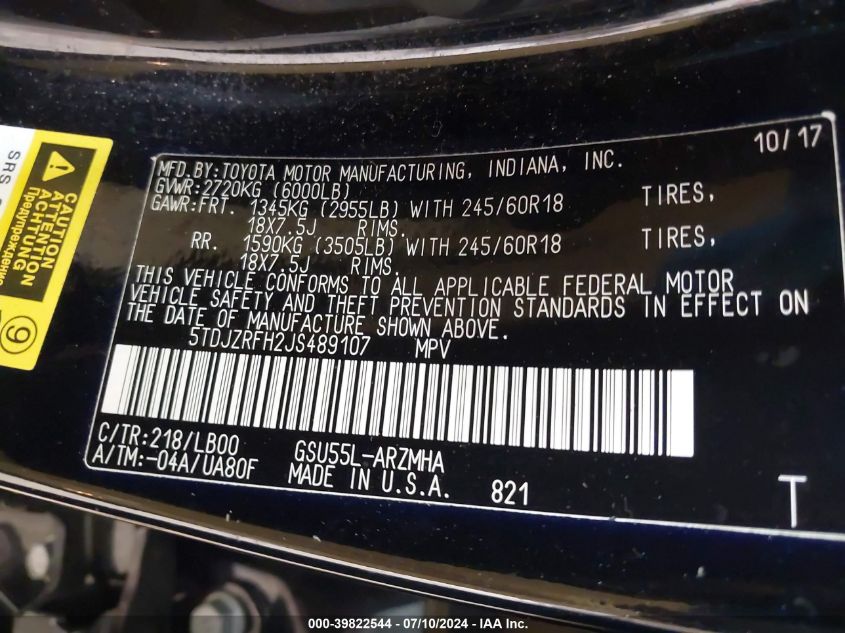 10/17
MFD.BY:TOYOTA MOTOR MANUFACTURING, INDIANA, INC.
GVWR:2720KG (6000LB)
GAWR:FRT. 1345KG (2955LB) WITH 245/60R18 TIRES,
18X7.5J RIMS.
RR. 1590KG (3505LB) WITH 245/60R18 TIRES,
18X7.5J RIMS.
THIS VEHICLE CONFORMS TO ALL APPLICABLE FEDERAL MOTOR
VEHICLE SAFETY AND THEFT PREVENTION STANDARDS IN EFFECT ON
THE DATE OF MANUFACTURE SHOWN ABOVE.
5TDJZRFH2JS489107 MPV
C/TR:218/LB00 GSU55L-ARZMHA
A/TM:-04A/UA80F MADE IN U.S.A. 821 T
SRS
CAUTION
ATTENTION
ACHTUNG
Предупреждение
9
000-39822544 / 07/10/2024 - IAA Inc.